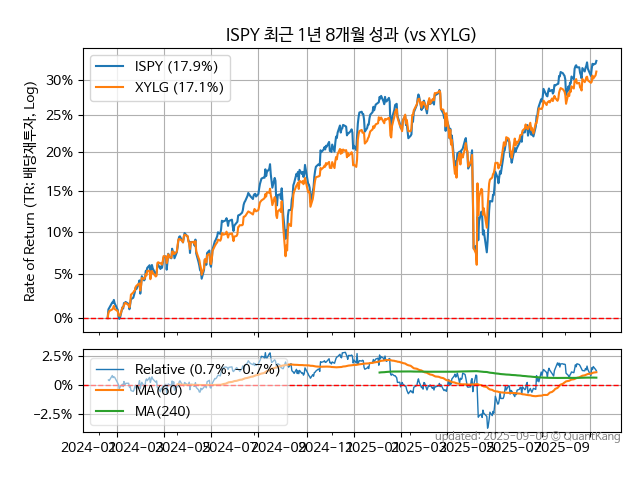 ISPY 최근 1년 8개월 성과 (vs XYLG)
Rate of Return (TR: 배당재투자, Log)
ISPY (17.9%)
XYLG (17.1%)
30%
25%
20%
15%
10%
5%
0%
2.5%
0%
−2.5%
Relative (0.7%, ~0.7%)
MA(60)
MA(240)
2024-01 2024-03 2024-05 2024-07 2024-09 2024-11 2025-01 2025-03 2025-05 2025-07 2025-09
updated: 2025-09-09 © QuantKang